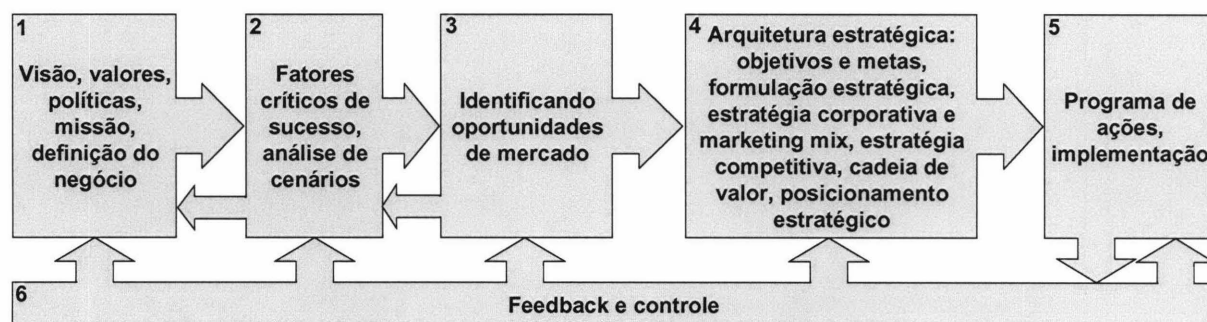 1
Visão, valores,
políticas,
missão,
definição do
negócio
2
Fatores
críticos de
sucesso,
análise de
cenários
3
Identificando
oportunidades
de mercado
4
Arquitetura estratégica:
objetivos e metas,
formulação estratégica,
estratégia corporativa e
marketing mix, estratégia
competitiva, cadeia de
valor, posicionamento
estratégico
5
Programa de
ações,
implementação
6
Feedback e controle